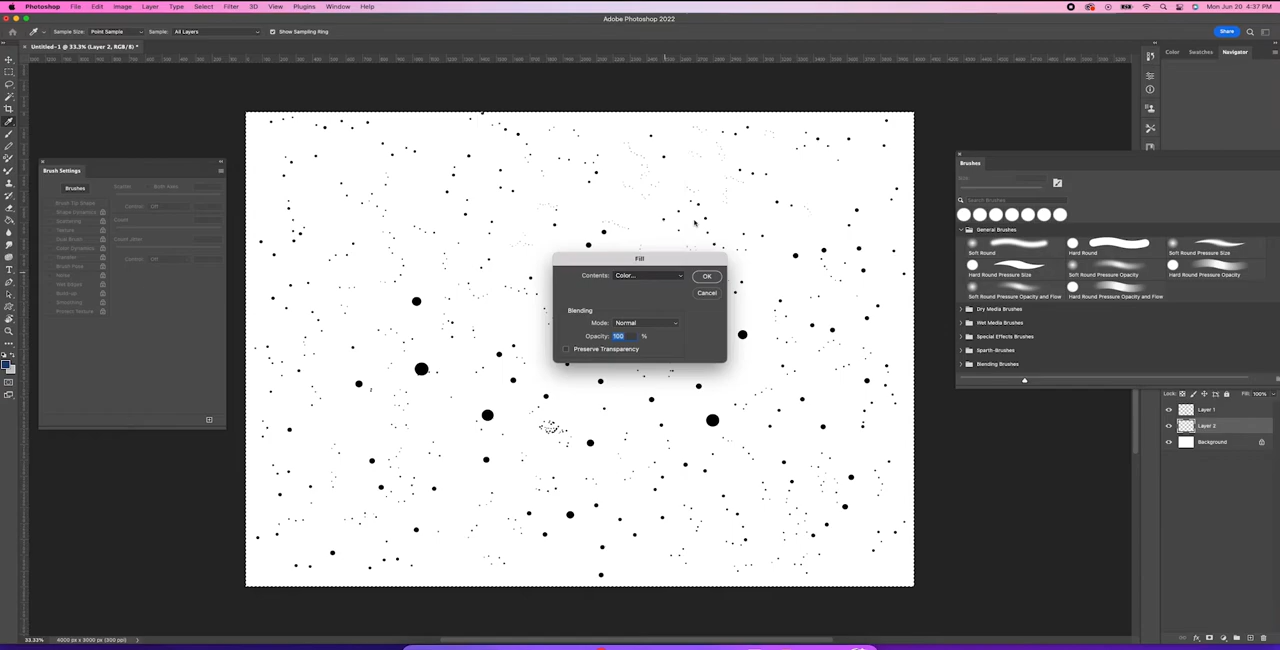 Photoshop File Edit Image Layer Type Select Filter 3D View Plugins Window Help Mon Jun 20 4:37 PM
Adobe Photoshop 2022
Sample Size: Point Sample Sample: All Layers Show Sampling Ring Share
Untitled-1 @ 33.3% (Layer 2, RGB/8) *
Color Swatches Navigator
Brush Settings
Brushes
Scatter Both Axes
Brush Tip Shape
Control: Off
Shape Dynamics
Scattering
Count
Texture
Dual Brush
Count Jitter
Color Dynamics
Transfer
Control: Off
Brush Pose
Noise
Wet Edges
Build-up
Smoothing
Protect Texture
Fill
Contents: Color...
OK
Cancel
Blending
Mode: Normal
Opacity: 100 %
Preserve Transparency
Brushes
Size:
Search Brushes
General Brushes
Soft Round Hard Round Soft Round Pressure Size
Hard Round Pressure Size Soft Round Pressure Opacity Hard Round Pressure Opacity
Soft Round Pressure Opacity and Flow Hard Round Pressure Opacity and Flow
Dry Media Brushes
Wet Media Brushes
Special Effects Brushes
Sparth-Brushes
Blending Brushes
Lock: Fill: 100%
Layer 1
Layer 2
Background
33.33% 4000 px x 3000 px (300 ppi)